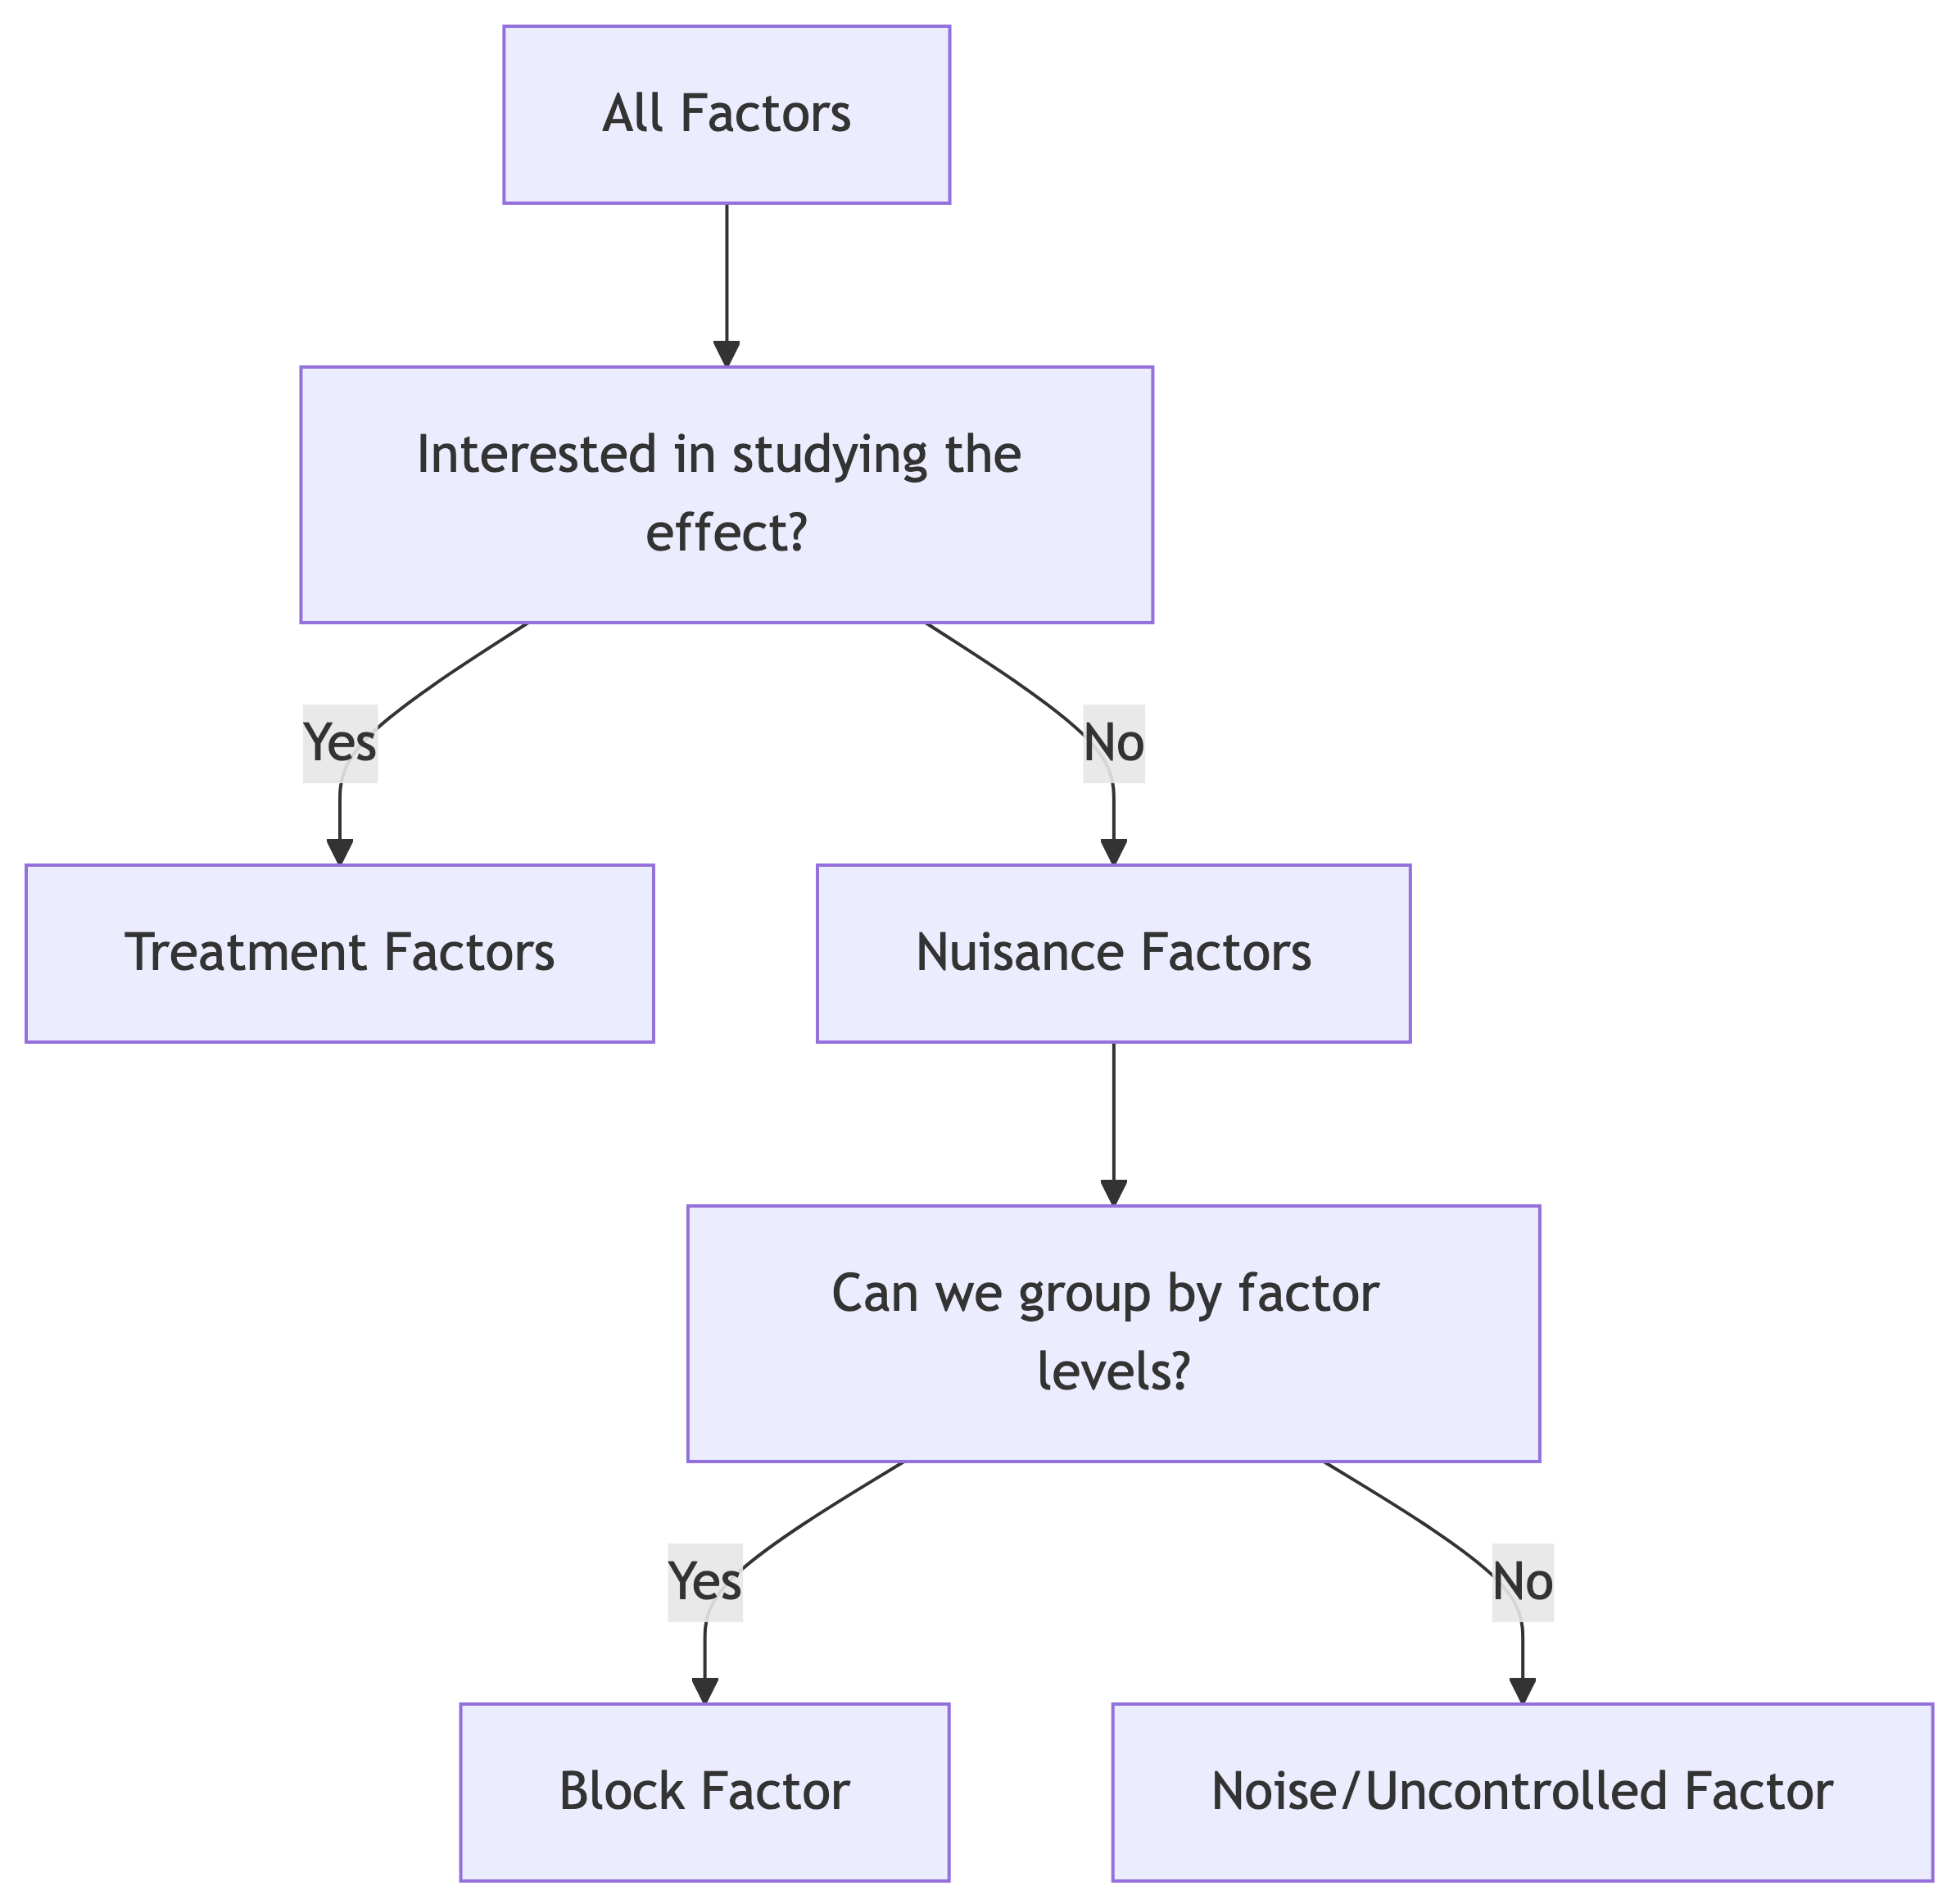 All Factors
Interested in studying the
effect?
Yes
No
Treatment Factors
Nuisance Factors
Can we group by factor
levels?
Yes
No
Block Factor
Noise/Uncontrolled Factor